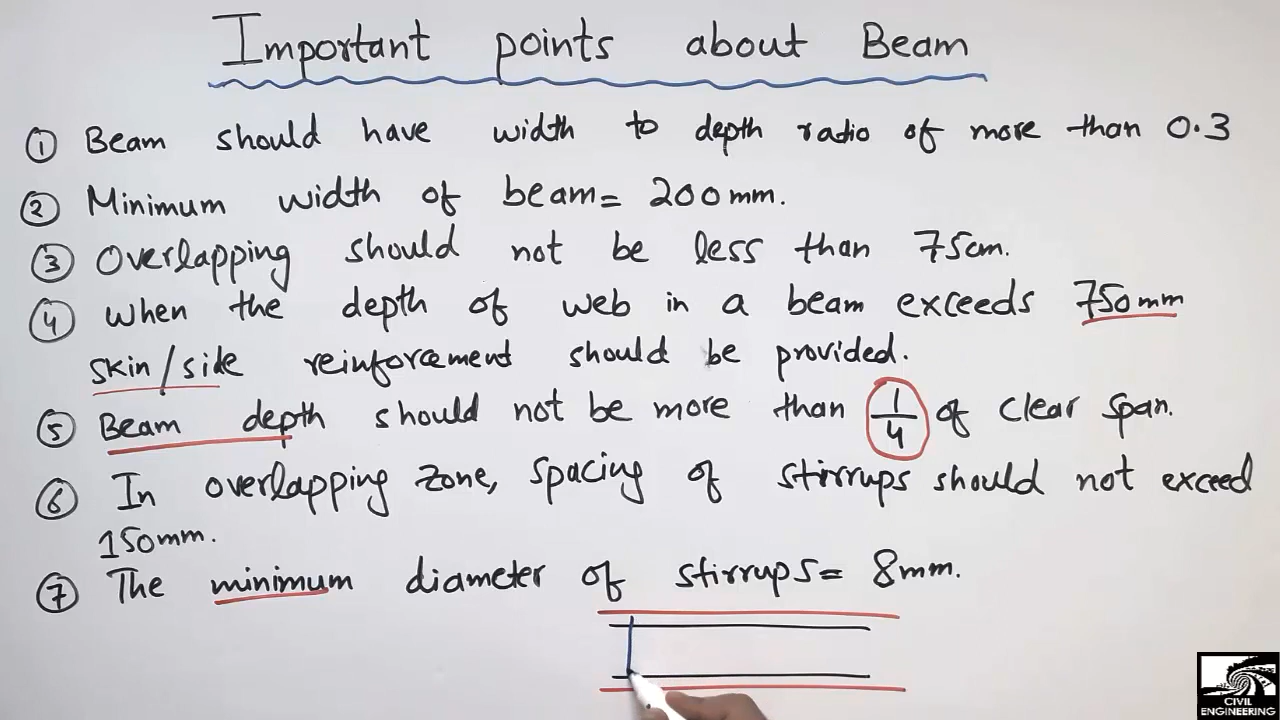 Important points about Beam
① Beam should have width to depth ratio of more than 0.3
② Minimum width of beam = 200mm.
③ Overlapping should not be less than 75cm.
④ When the depth of web in a beam exceeds 750mm
skin/side reinforcement should be provided.
⑤ Beam depth should not be more than 1/4 of clear span.
⑥ In overlapping zone, spacing of stirrups should not exceed
150mm.
⑦ The minimum diameter of stirrups = 8mm.
CIVIL
ENGINEERING